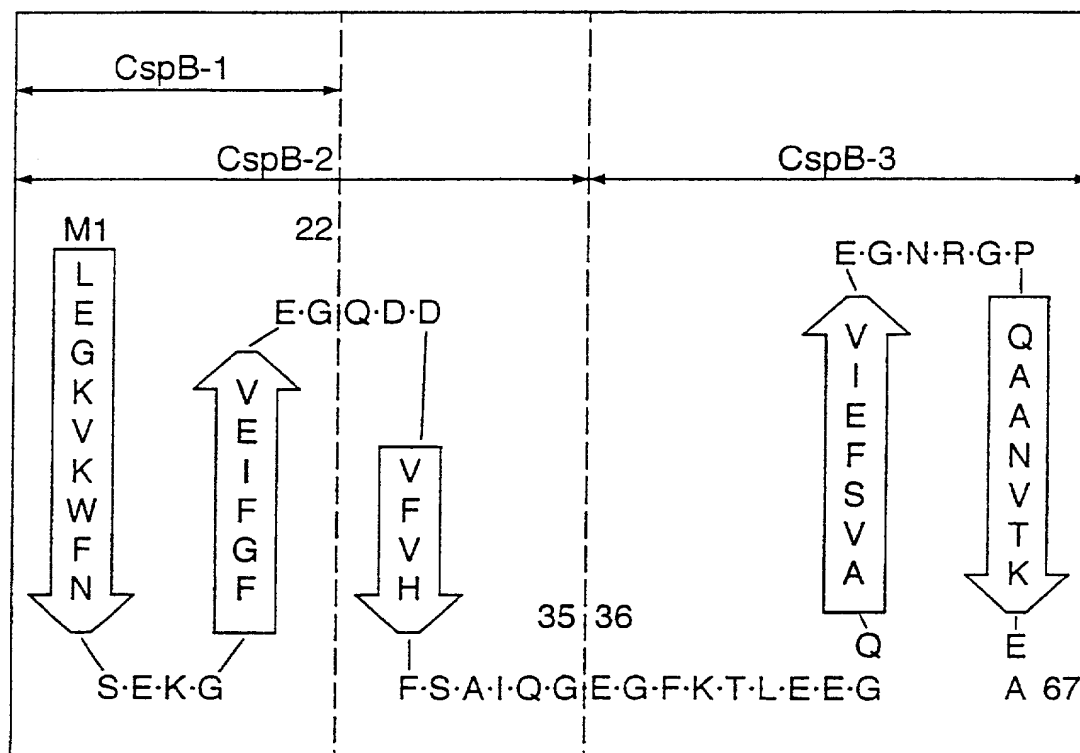 CspB-1
CspB-2
CspB-3
M1
22
L
E
G
K
V
K
W
F
N
S·E·K·G
V
E
I
F
G
F
E·G·Q·D·D
V
F
V
H
F·S·A·I·Q·G·E·G·F·K·T·L·E·E·G
35
36
Q
V
I
E
F
S
V
A
E·G·N·R·G·P
Q
A
A
N
V
T
K
E
A 67